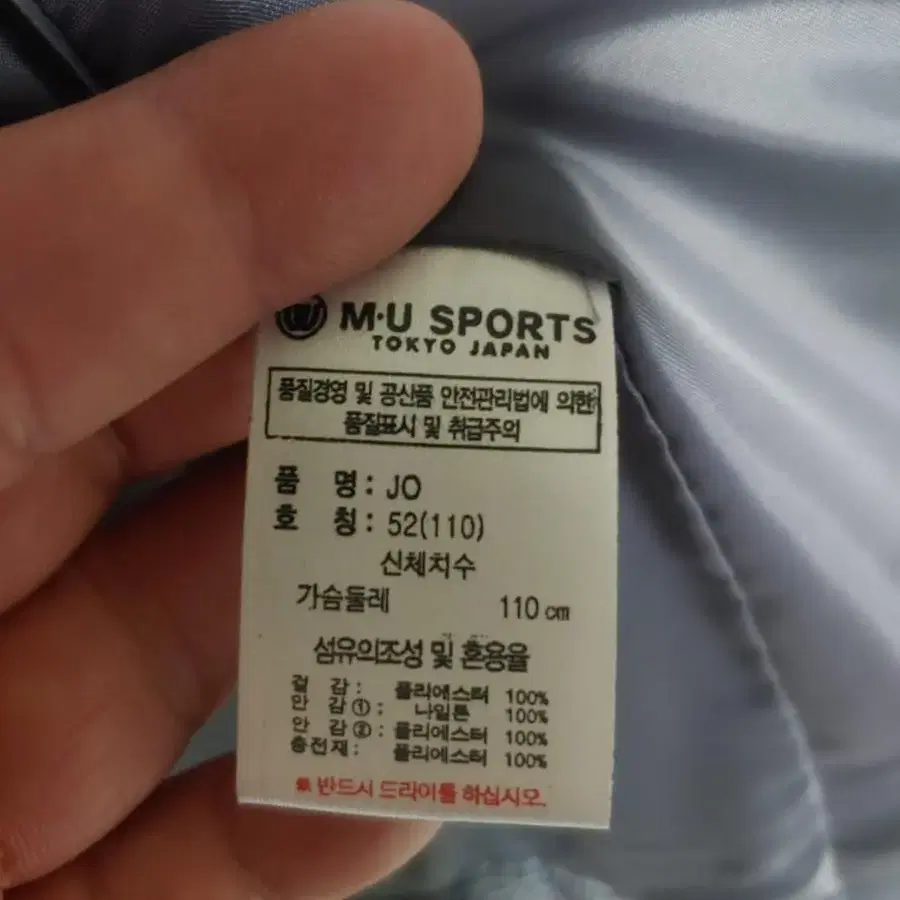 M·U SPORTS
TOKYO JAPAN
품질경영 및 공산품 안전관리법에 의한
품질표시 및 취급주의
품 명 : JO
호 칭 : 52(110)
신체치수
가슴둘레 110 cm
섬유의조성 및 혼용율
겉 감 : 폴리에스터 100%
안 감 ① : 나일론 100%
안 감 ② : 폴리에스터 100%
충전재 : 폴리에스터 100%
※ 반드시 드라이를 하십시오.